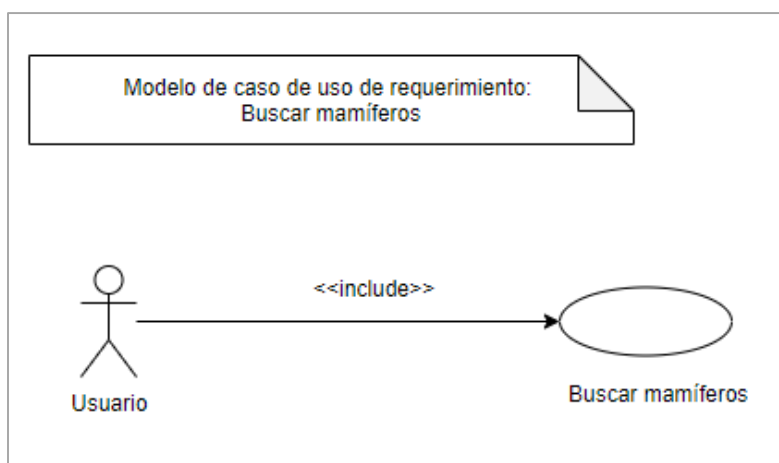 Modelo de caso de uso de requerimiento:
Buscar mamíferos
<<include>>
Usuario
Buscar mamíferos